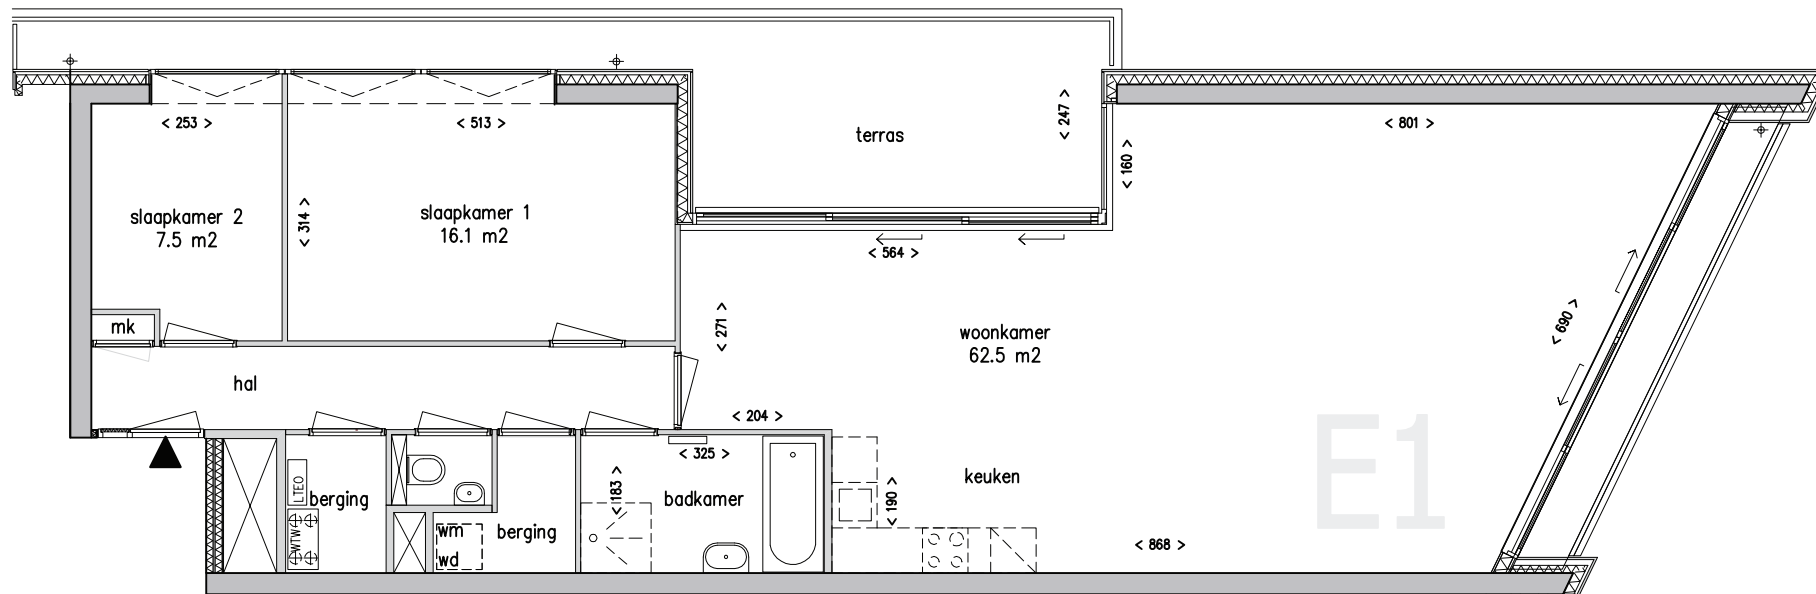 < 253 >
< 513 >
terras
< 247 >
< 801 >
< 160 >
slaapkamer 2
7.5 m2
< 314 >
slaapkamer 1
16.1 m2
< 564 >
mk
< 271 >
woonkamer
62.5 m2
< 690 >
hal
< 204 >
E1
LTEO
berging
WTW
wm
wd
berging
< 183 >
< 325 >
badkamer
< 190 >
keuken
< 868 >